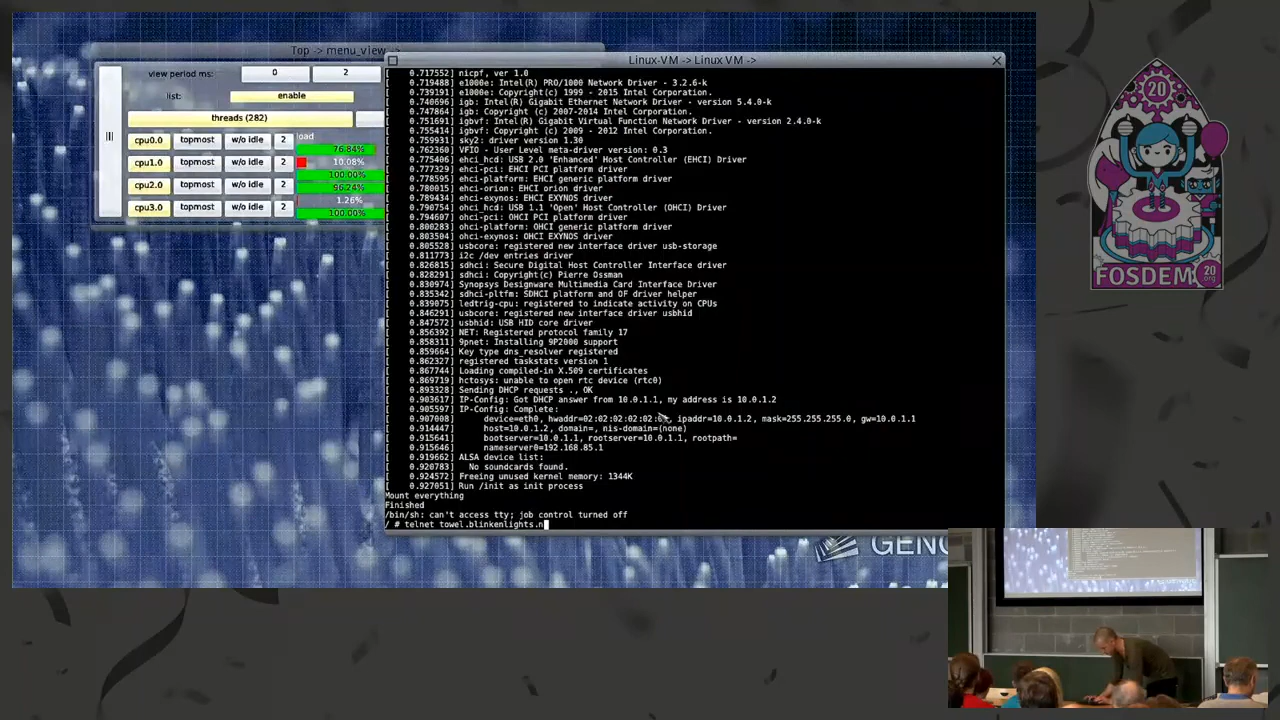 Top -> menu_view ->
view period ms:
0
2
list:
enable
threads (282)
load
cpu0.0
topmost
w/o idle
2
76.84%
cpu1.0
topmost
w/o idle
2
10.08%
100.00%
cpu2.0
topmost
w/o idle
2
96.24%
1.26%
cpu3.0
topmost
w/o idle
2
100.00%
Linux-VM -> Linux VM ->
[    0.717552] nicpf, ver 1.0
[    0.719488] e1000e: Intel(R) PRO/1000 Network Driver - 3.2.6-k
[    0.739191] e1000e: Copyright(c) 1999 - 2015 Intel Corporation.
[    0.740696] igb: Intel(R) Gigabit Ethernet Network Driver - version 5.4.0-k
[    0.747864] igb: Copyright (c) 2007-2014 Intel Corporation.
[    0.751691] igbvf: Intel(R) Gigabit Virtual Function Network Driver - version 2.4.0-k
[    0.755414] igbvf: Copyright (c) 2009 - 2012 Intel Corporation.
[    0.759931] sky2: driver version 1.30
[    0.762360] VFIO - User Level meta-driver version: 0.3
[    0.775406] ehci_hcd: USB 2.0 'Enhanced' Host Controller (EHCI) Driver
[    0.777329] ehci-pci: EHCI PCI platform driver
[    0.778595] ehci-platform: EHCI generic platform driver
[    0.780015] ehci-orion: EHCI orion driver
[    0.789434] ehci-exynos: EHCI EXYNOS driver
[    0.790754] ohci_hcd: USB 1.1 'Open' Host Controller (OHCI) Driver
[    0.794607] ohci-pci: OHCI PCI platform driver
[    0.800283] ohci-platform: OHCI generic platform driver
[    0.803504] ohci-exynos: OHCI EXYNOS driver
[    0.805528] usbcore: registered new interface driver usb-storage
[    0.811773] i2c /dev entries driver
[    0.826815] sdhci: Secure Digital Host Controller Interface driver
[    0.828291] sdhci: Copyright(c) Pierre Ossman
[    0.830974] Synopsys Designware Multimedia Card Interface Driver
[    0.835342] sdhci-pltfm: SDHCI platform and OF driver helper
[    0.839075] ledtrig-cpu: registered to indicate activity on CPUs
[    0.846291] usbcore: registered new interface driver usbhid
[    0.847572] usbhid: USB HID core driver
[    0.856392] NET: Registered protocol family 17
[    0.858311] 9pnet: Installing 9P2000 support
[    0.859664] Key type dns_resolver registered
[    0.862327] registered taskstats version 1
[    0.867744] Loading compiled-in X.509 certificates
[    0.869719] hctosys: unable to open rtc device (rtc0)
[    0.893328] Sending DHCP requests ., OK
[    0.903617] IP-Config: Got DHCP answer from 10.0.1.1, my address is 10.0.1.2
[    0.905597] IP-Config: Complete:
[    0.907008]      device=eth0, hwaddr=02:02:02:02:02: ipaddr=10.0.1.2, mask=255.255.255.0, gw=10.0.1.1
[    0.914447]      host=10.0.1.2, domain=, nis-domain=(none)
[    0.915641]      bootserver=10.0.1.1, rootserver=10.0.1.1, rootpath=
[    0.915646]      nameserver0=192.168.85.1
[    0.919662] ALSA device list:
[    0.920783]   No soundcards found.
[    0.924572] Freeing unused kernel memory: 1344K
[    0.927051] Run /init as init process
Mount everything
Finished
/bin/sh: can't access tty; job control turned off
/ # telnet towel.blinkenlights.n
GENO
20
FOSDEM
20
.org